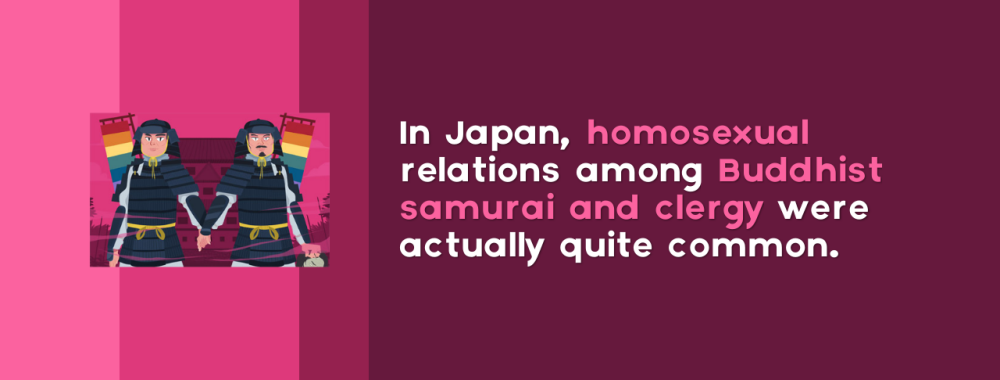 In Japan, homosexual
relations among Buddhist
samurai and clergy were
actually quite common.